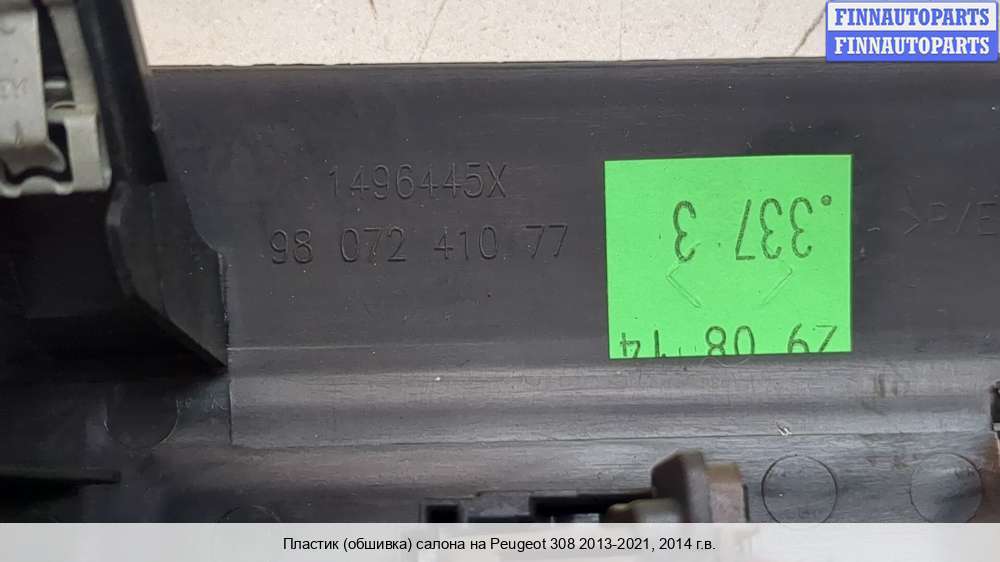 FINNAUTOPARTS
FINNAUTOPARTS
1496445X
98 072 410 77
.337 3
29 08 14
Пластик (обшивка) салона на Peugeot 308 2013-2021, 2014 г.в.